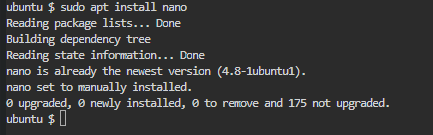 ubuntu $ sudo apt install nano
Reading package lists... Done
Building dependency tree
Reading state information... Done
nano is already the newest version (4.8-1ubuntu1).
nano set to manually installed.
0 upgraded, 0 newly installed, 0 to remove and 175 not upgraded.
ubuntu $